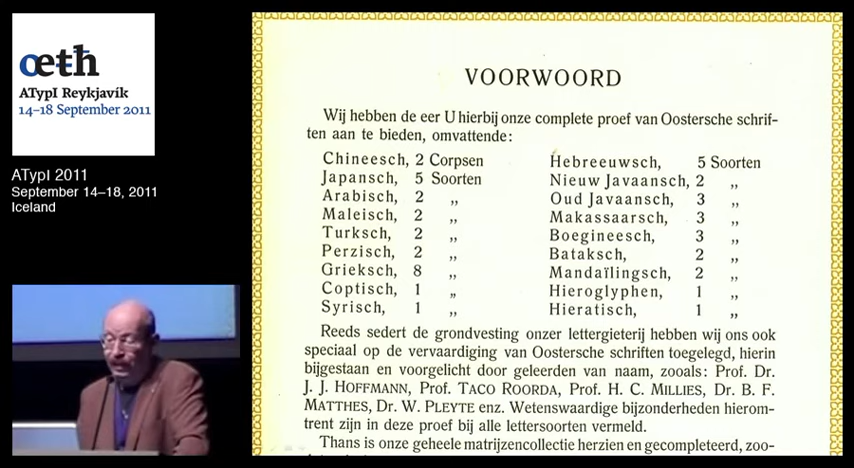 œth
ATypI Reykjavík
14–18 September 2011
ATypI 2011
September 14–18, 2011
Iceland
VOORWOORD
Wij hebben de eer U hierbij onze complete proef van Oostersche schrif-
ten aan te bieden, omvattende:
Chineesch, 2 Corpsen
Japansch, 5 Soorten
Arabisch, 2 „
Maleisch, 2 „
Turksch, 2 „
Perzisch, 2 „
Grieksch, 8 „
Coptisch, 1 „
Syrisch, 1 „
Hebreeuwsch, 5 Soorten
Nieuw Javaansch, 2 „
Oud Javaansch, 3 „
Makassaarsch, 3 „
Boegineesch, 3 „
Bataksch, 2 „
Mandaïlingsch, 2 „
Hieroglyphen, 1 „
Hieratisch, 1 „
Reeds sedert de grondvesting onzer lettergieterij hebben wij ons ook
speciaal op de vervaardiging van Oostersche schriften toegelegd, hierin
bijgestaan en voorgelicht door geleerden van naam, zooals: Prof. Dr.
J. J. HOFFMANN, Prof. TACO ROORDA, Prof. H. C. MILLIES, Dr. B. F.
MATTHES, Dr. W. PLEYTE enz. Wetenswaardige bijzonderheden hierom-
trent zijn in deze proef bij alle lettersoorten vermeld.
Thans is onze geheele matrijzencollectie herzien en gecompleteerd, zoo-